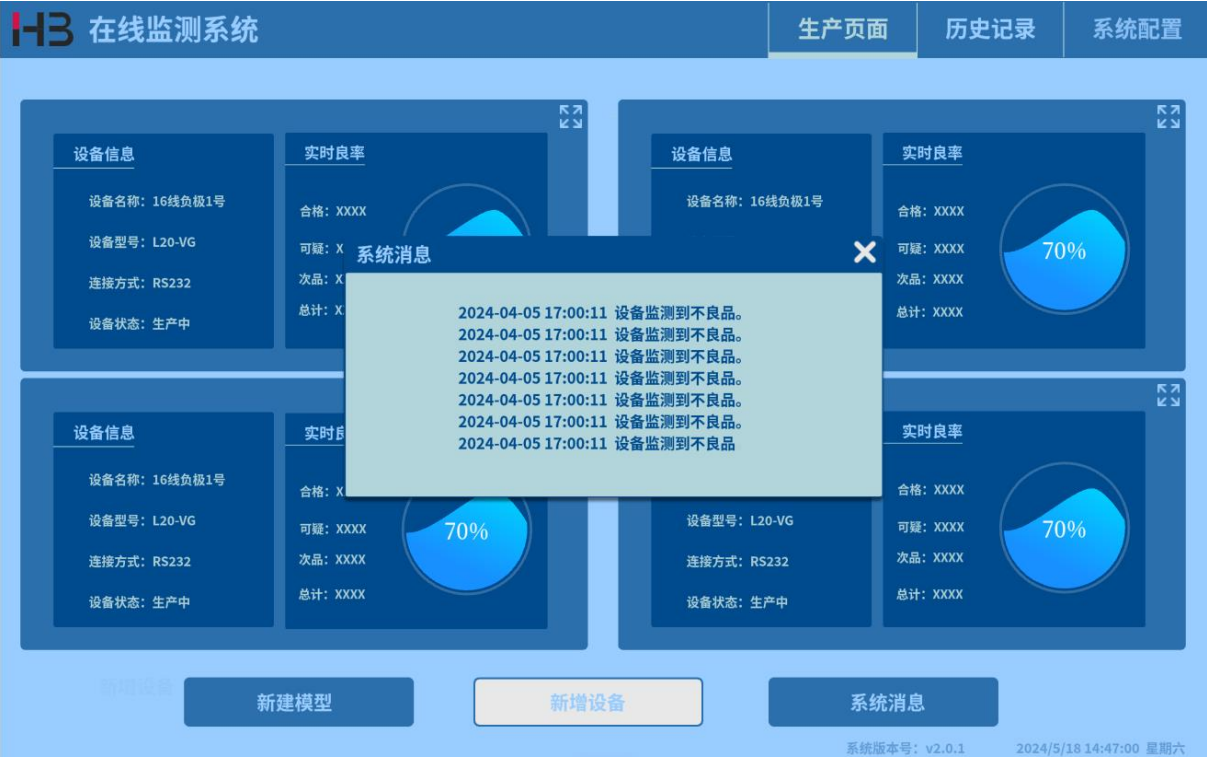 HB 在线监测系统
生产页面
历史记录
系统配置
设备信息
设备名称：16线负极1号
设备型号：L20-VG
连接方式：RS232
设备状态：生产中
实时良率
合格：XXXX
可疑：X
次品：X
总计：X
设备信息
设备名称：16线负极1号
实时良率
合格：XXXX
可疑：XXXX
次品：XXXX
总计：XXXX
70%
系统消息
2024-04-05 17:00:11 设备监测到不良品。
2024-04-05 17:00:11 设备监测到不良品。
2024-04-05 17:00:11 设备监测到不良品。
2024-04-05 17:00:11 设备监测到不良品。
2024-04-05 17:00:11 设备监测到不良品。
2024-04-05 17:00:11 设备监测到不良品。
2024-04-05 17:00:11 设备监测到不良品
设备信息
设备名称：16线负极1号
设备型号：L20-VG
连接方式：RS232
设备状态：生产中
实时良
合格：X
可疑：XXXX
次品：XXXX
总计：XXXX
70%
设备型号：L20-VG
连接方式：RS232
设备状态：生产中
实时良率
合格：XXXX
可疑：XXXX
次品：XXXX
总计：XXXX
70%
新增设备
新建模型
新增设备
系统消息
系统版本号：v2.0.1
2024/5/18 14:47:00 星期六